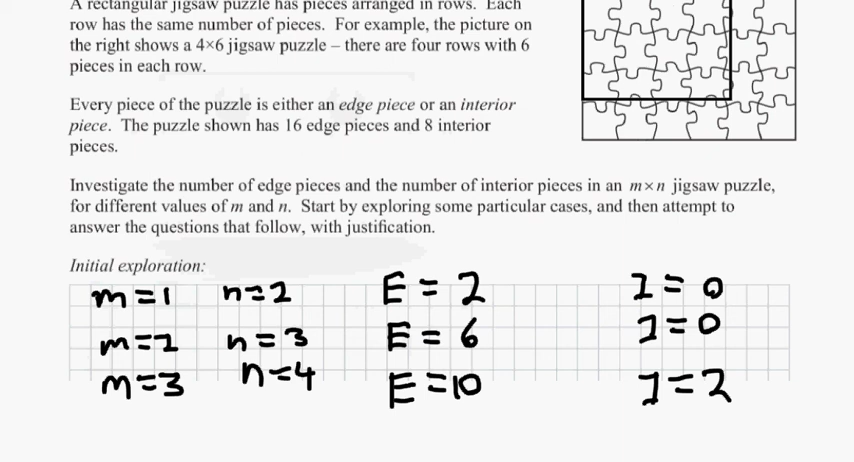 A rectangular jigsaw puzzle has pieces arranged in rows. Each
row has the same number of pieces. For example, the picture on
the right shows a 4×6 jigsaw puzzle – there are four rows with 6
pieces in each row.
Every piece of the puzzle is either an edge piece or an interior
piece. The puzzle shown has 16 edge pieces and 8 interior
pieces.
Investigate the number of edge pieces and the number of interior pieces in an m×n jigsaw puzzle,
for different values of m and n. Start by exploring some particular cases, and then attempt to
answer the questions that follow, with justification.
Initial exploration:
m=1 n=2 E = 2 I = 0
m=2 n=3 E = 6 I=0
m=3 n=4 E=10 I=2